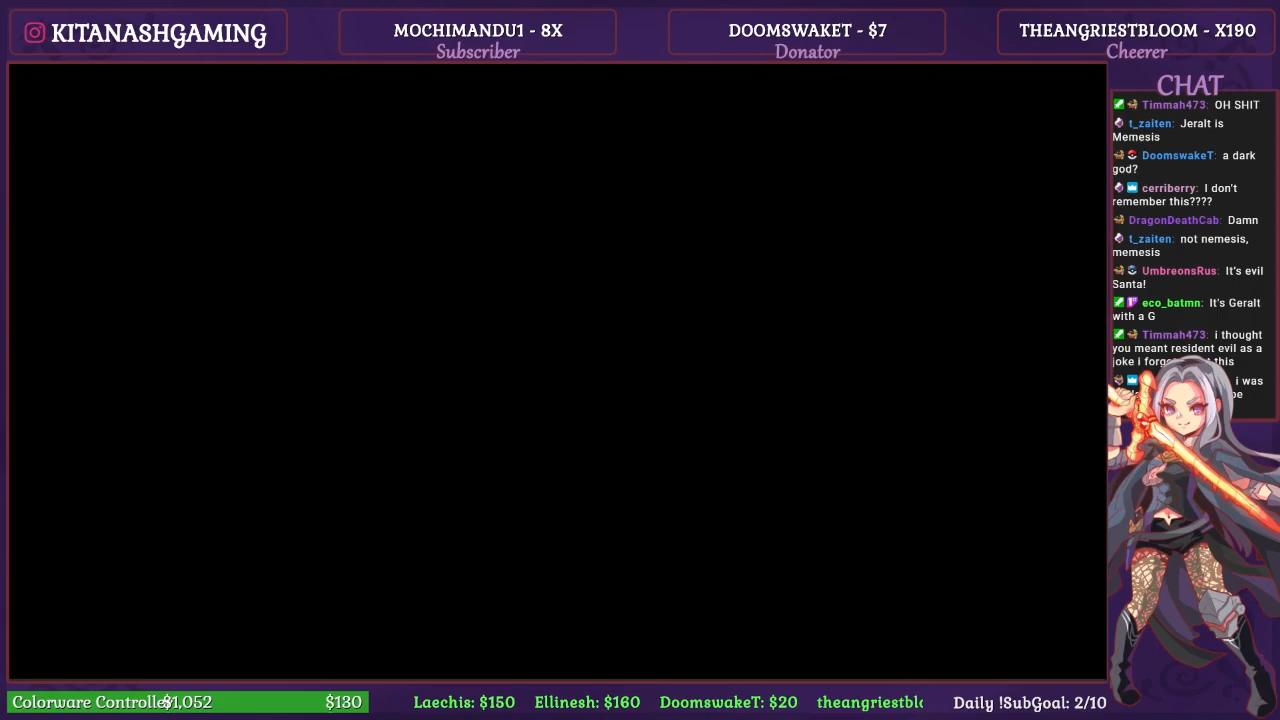 KITANASHGAMING
MOCHIMANDU1 - 8X
Subscriber
DOOMSWAKET - $7
Donator
THEANGRIESTBLOOM - X190
Cheerer
CHAT
Timmah473: OH SHIT
t_zaiten: Jeralt is
Memesis
DoomswakeT: a dark
god?
cerriberry: I don't
remember this????
DragonDeathCab: Damn
t_zaiten: not nemesis,
memesis
UmbreonsRus: It's evil
Santa!
eco_batmn: It's Geralt
with a G
Timmah473: i thought
you meant resident evil as a
joke i this
i was
Colorware Controller $1,052 $130
Laechis: $150 Ellinesh: $160 DoomswakeT: $20 theangriestblo
Daily !SubGoal: 2/10